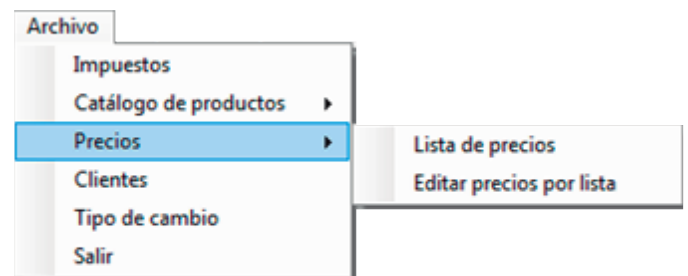 Archivo
Impuestos
Catálogo de productos
Precios
Clientes
Tipo de cambio
Salir
Lista de precios
Editar precios por lista